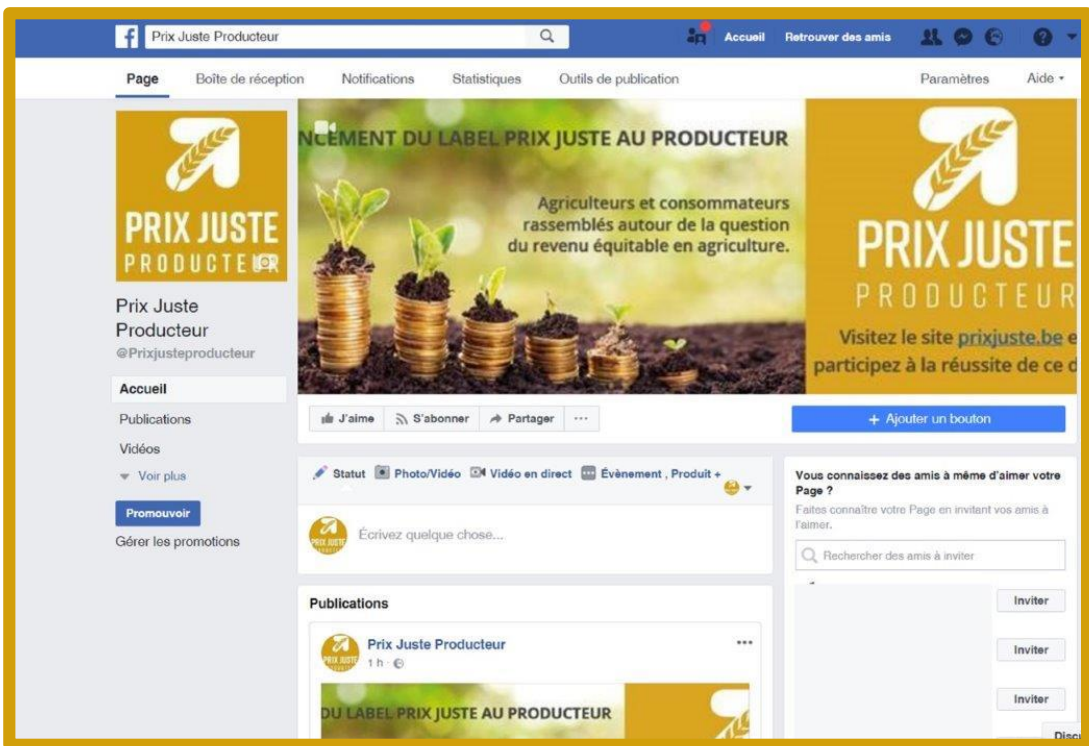 Prix Juste Producteur
Accueil
Retrouver des amis
Page
Boîte de réception
Notifications
Statistiques
Outils de publication
Paramètres
Aide
PRIX JUSTE
PRODUCTEUR
NCEMENT DU LABEL PRIX JUSTE AU PRODUCTEUR
Agriculteurs et consommateurs
rassemblés autour de la question
du revenu équitable en agriculture.
PRIX JUSTE
PRODUCTEUR
Visitez le site prixjuste.be e
participez à la réussite de ce d
Prix Juste
Producteur
@Prixjusteproducteur
Accueil
Publications
Vidéos
Voir plus
Promouvoir
Gérer les promotions
J'aime
S'abonner
Partager
...
+ Ajouter un bouton
Statut
Photo/Vidéo
Vidéo en direct
Évènement , Produit +
PRIX JUSTE
Écrivez quelque chose...
Publications
PRIX JUSTE
Prix Juste Producteur
1 h
DU LABEL PRIX JUSTE AU PRODUCTEUR
Vous connaissez des amis à même d'aimer votre
Page ?
Faites connaître votre Page en invitant vos amis à
l'aimer.
Rechercher des amis à inviter
Inviter
Inviter
Inviter
Discu